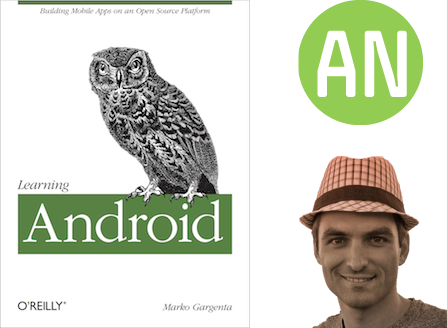 Building Mobile Apps on an Open Source Platform
Learning
Android
O'REILLY®
Marko Gargenta
AN